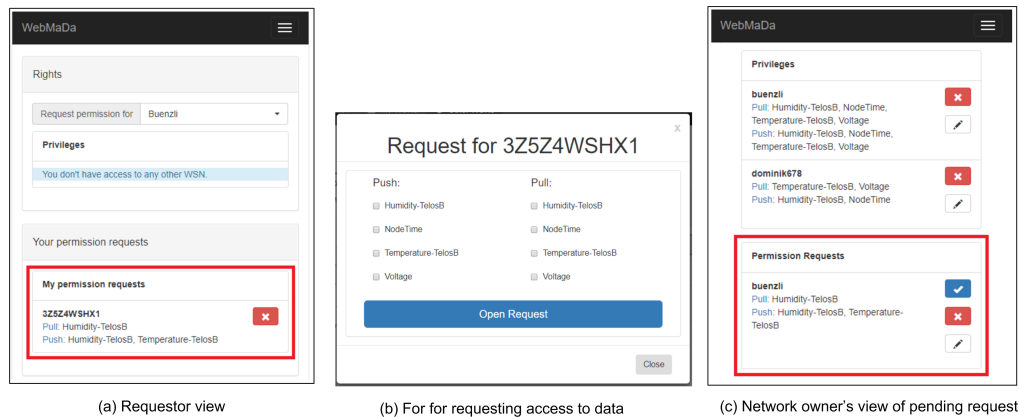 WebMaDa
Rights
Request permission for Buenzli
Privileges
You don't have access to any other WSN.
Your permission requests
My permission requests
3Z5Z4WSHX1
Pull: Humidity-TelosB
Push: Humidity-TelosB, Temperature-TelosB
(a) Requestor view
x
Request for 3Z5Z4WSHX1
Push:
Pull:
Humidity-TelosB
Humidity-TelosB
NodeTime
NodeTime
Temperature-TelosB
Temperature-TelosB
Voltage
Voltage
Open Request
Close
(b) For for requesting access to data
WebMaDa
Privileges
buenzli
Pull: Humidity-TelosB, NodeTime,
Temperature-TelosB, Voltage
Push: Humidity-TelosB, NodeTime,
Temperature-TelosB, Voltage
dominik678
Pull: Temperature-TelosB, Voltage
Push: Humidity-TelosB, NodeTime
Permission Requests
buenzli
Pull: Humidity-TelosB
Push: Humidity-TelosB, Temperature-
TelosB
(c) Network owner's view of pending request